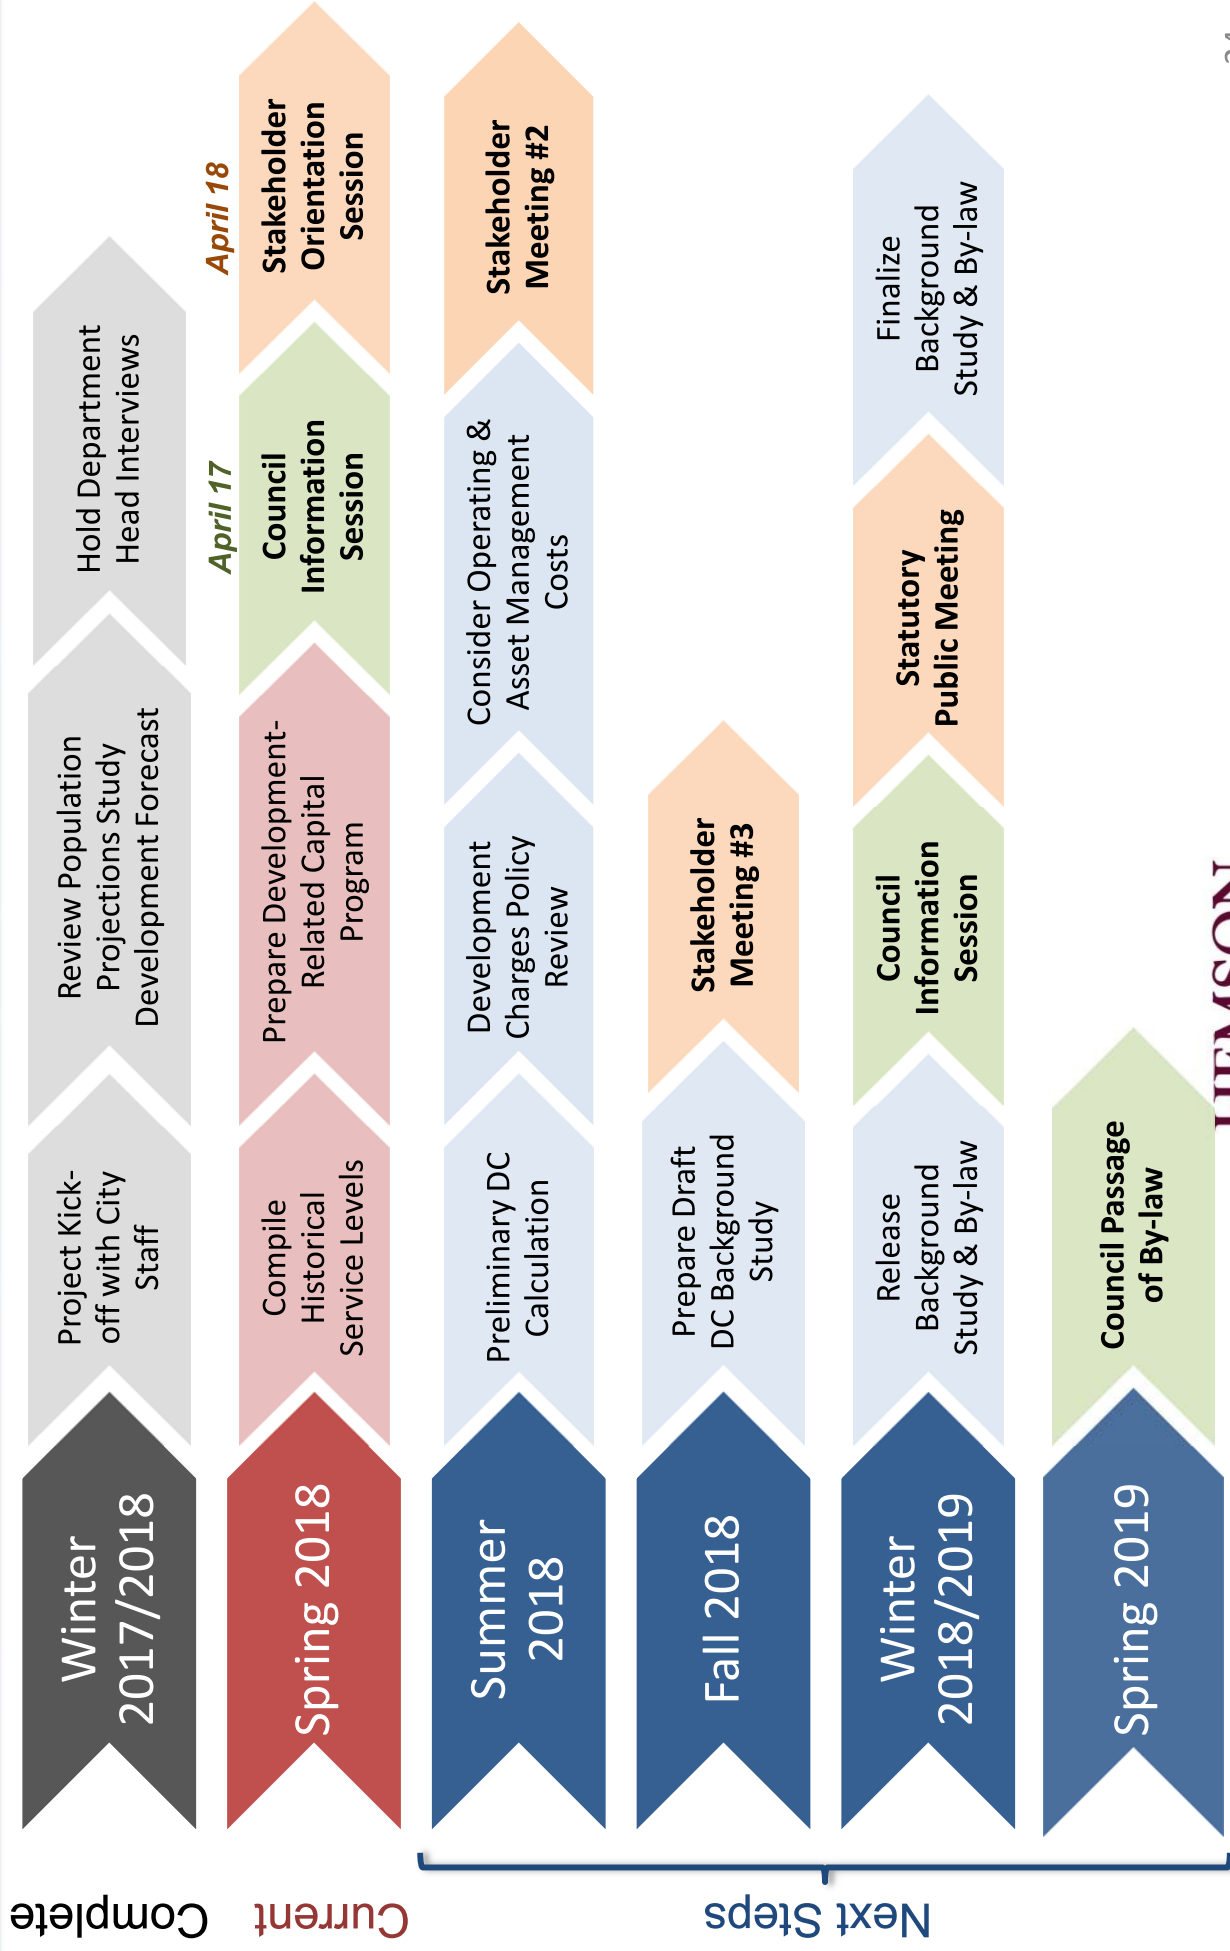 Complete
Winter
2017/2018
Project Kick-
off with City
Staff
Review Population
Projections Study
Development Forecast
Hold Department
Head Interviews
Current
Spring 2018
Compile
Historical
Service Levels
Prepare Development-
Related Capital
Program
April 17
Council
Information
Session
April 18
Stakeholder
Orientation
Session
Next Steps
Summer
2018
Preliminary DC
Calculation
Development
Charges Policy
Review
Consider Operating &
Asset Management
Costs
Stakeholder
Meeting #2
Fall 2018
Prepare Draft
DC Background
Study
Stakeholder
Meeting #3
Winter
2018/2019
Release
Background
Study & By-law
Council
Information
Session
Statutory
Public Meeting
Finalize
Background
Study & By-law
Spring 2019
Council Passage
of By-law